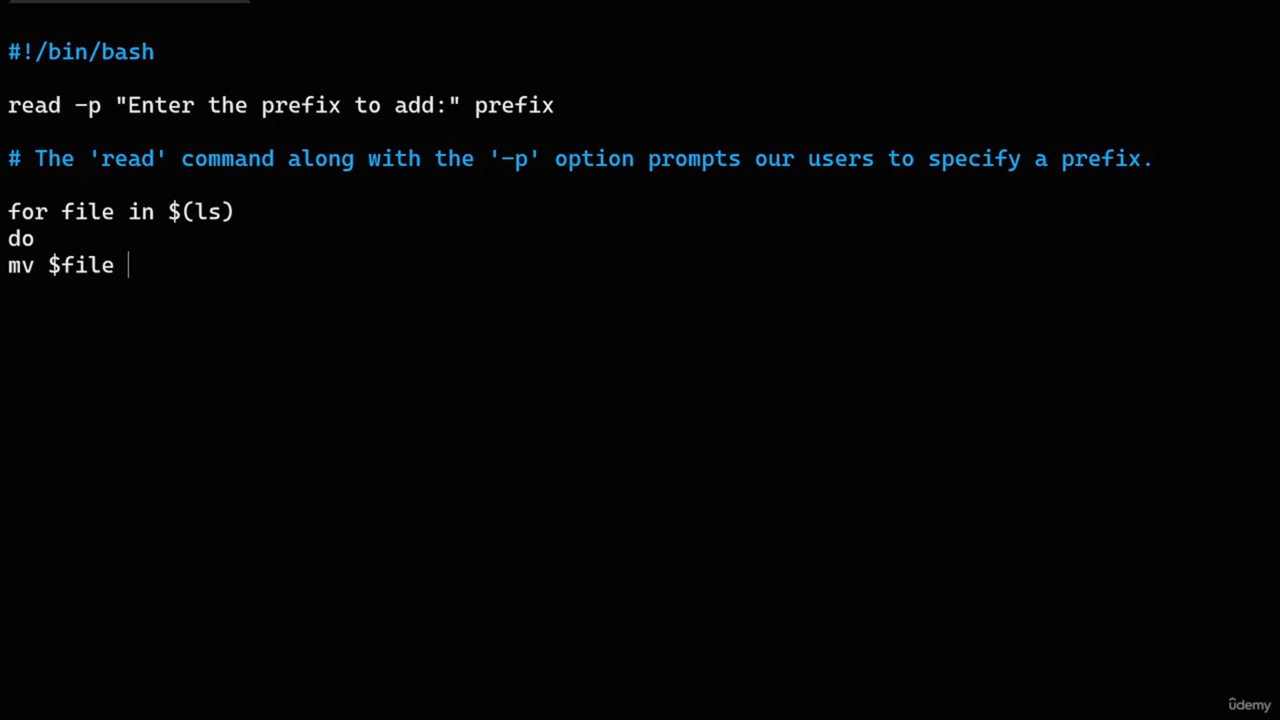 #!/bin/bash
read -p "Enter the prefix to add:" prefix
# The 'read' command along with the '-p' option prompts our users to specify a prefix.
for file in $(ls)
do
mv $file
ûdemy